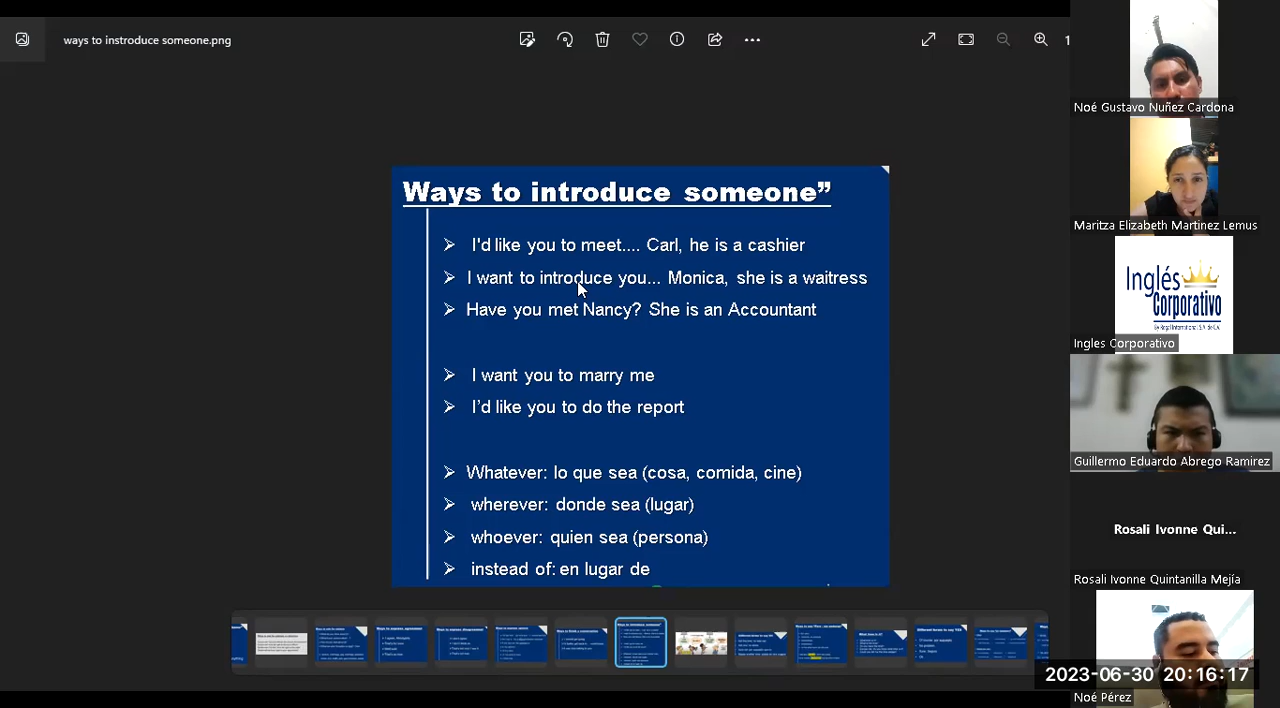 ways to instroduce someone.png
1
Ways to introduce someone”
I'd like you to meet.... Carl, he is a cashier
I want to introduce you... Monica, she is a waitress
Have you met Nancy? She is an Accountant
I want you to marry me
I'd like you to do the report
Whatever: lo que sea (cosa, comida, cine)
wherever: donde sea (lugar)
whoever: quien sea (persona)
instead of: en lugar de
Noé Gustavo Nuñez Cardona
Maritza Elizabeth Martinez Lemus
Inglés
Corporativo
Ingles Corporativo
Guillermo Eduardo Abrego Ramirez
Rosali Ivonne Qui...
Rosali Ivonne Quintanilla Mejía
2023-06-30 20:16:17
Noé Pérez